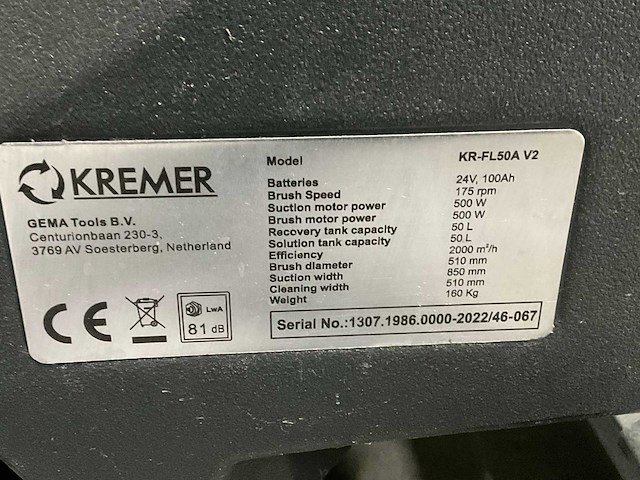 KREMER
GEMA Tools B.V.
Centurionbaan 230-3,
3769 AV Soesterberg, Netherland
CE
LwA
81 dB
Model KR-FL50A V2
Batteries 24V, 100Ah
Brush Speed 175 rpm
Suction motor power 500 W
Brush motor power 500 W
Recovery tank capacity 50 L
Solution tank capacity 50 L
Efficiency 2000 m²/h
Brush diameter 510 mm
Suction width 850 mm
Cleaning width 510 mm
Weight 160 Kg
Serial No.:1307.1986.0000-2022/46-067